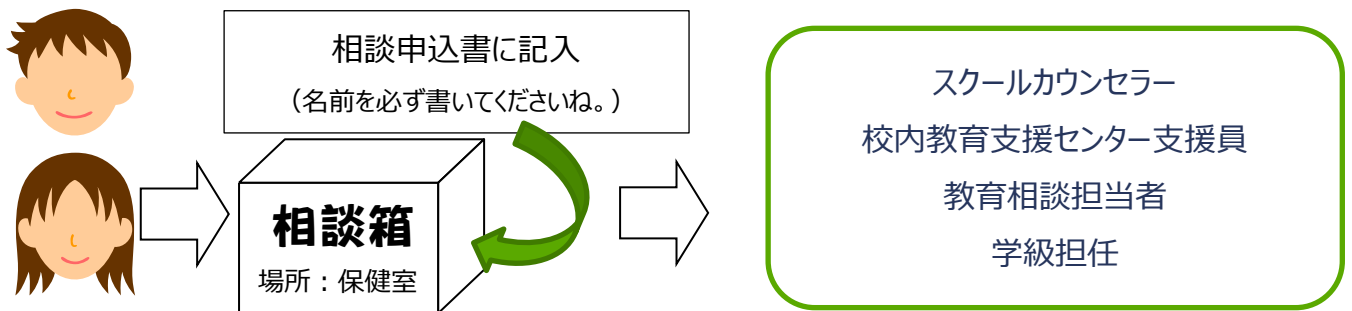 相談申込書に記入
（名前を必ず書いてくださいね。）
相談箱
場所：保健室
スクールカウンセラー
校内教育支援センター支援員
教育相談担当者
学級担任